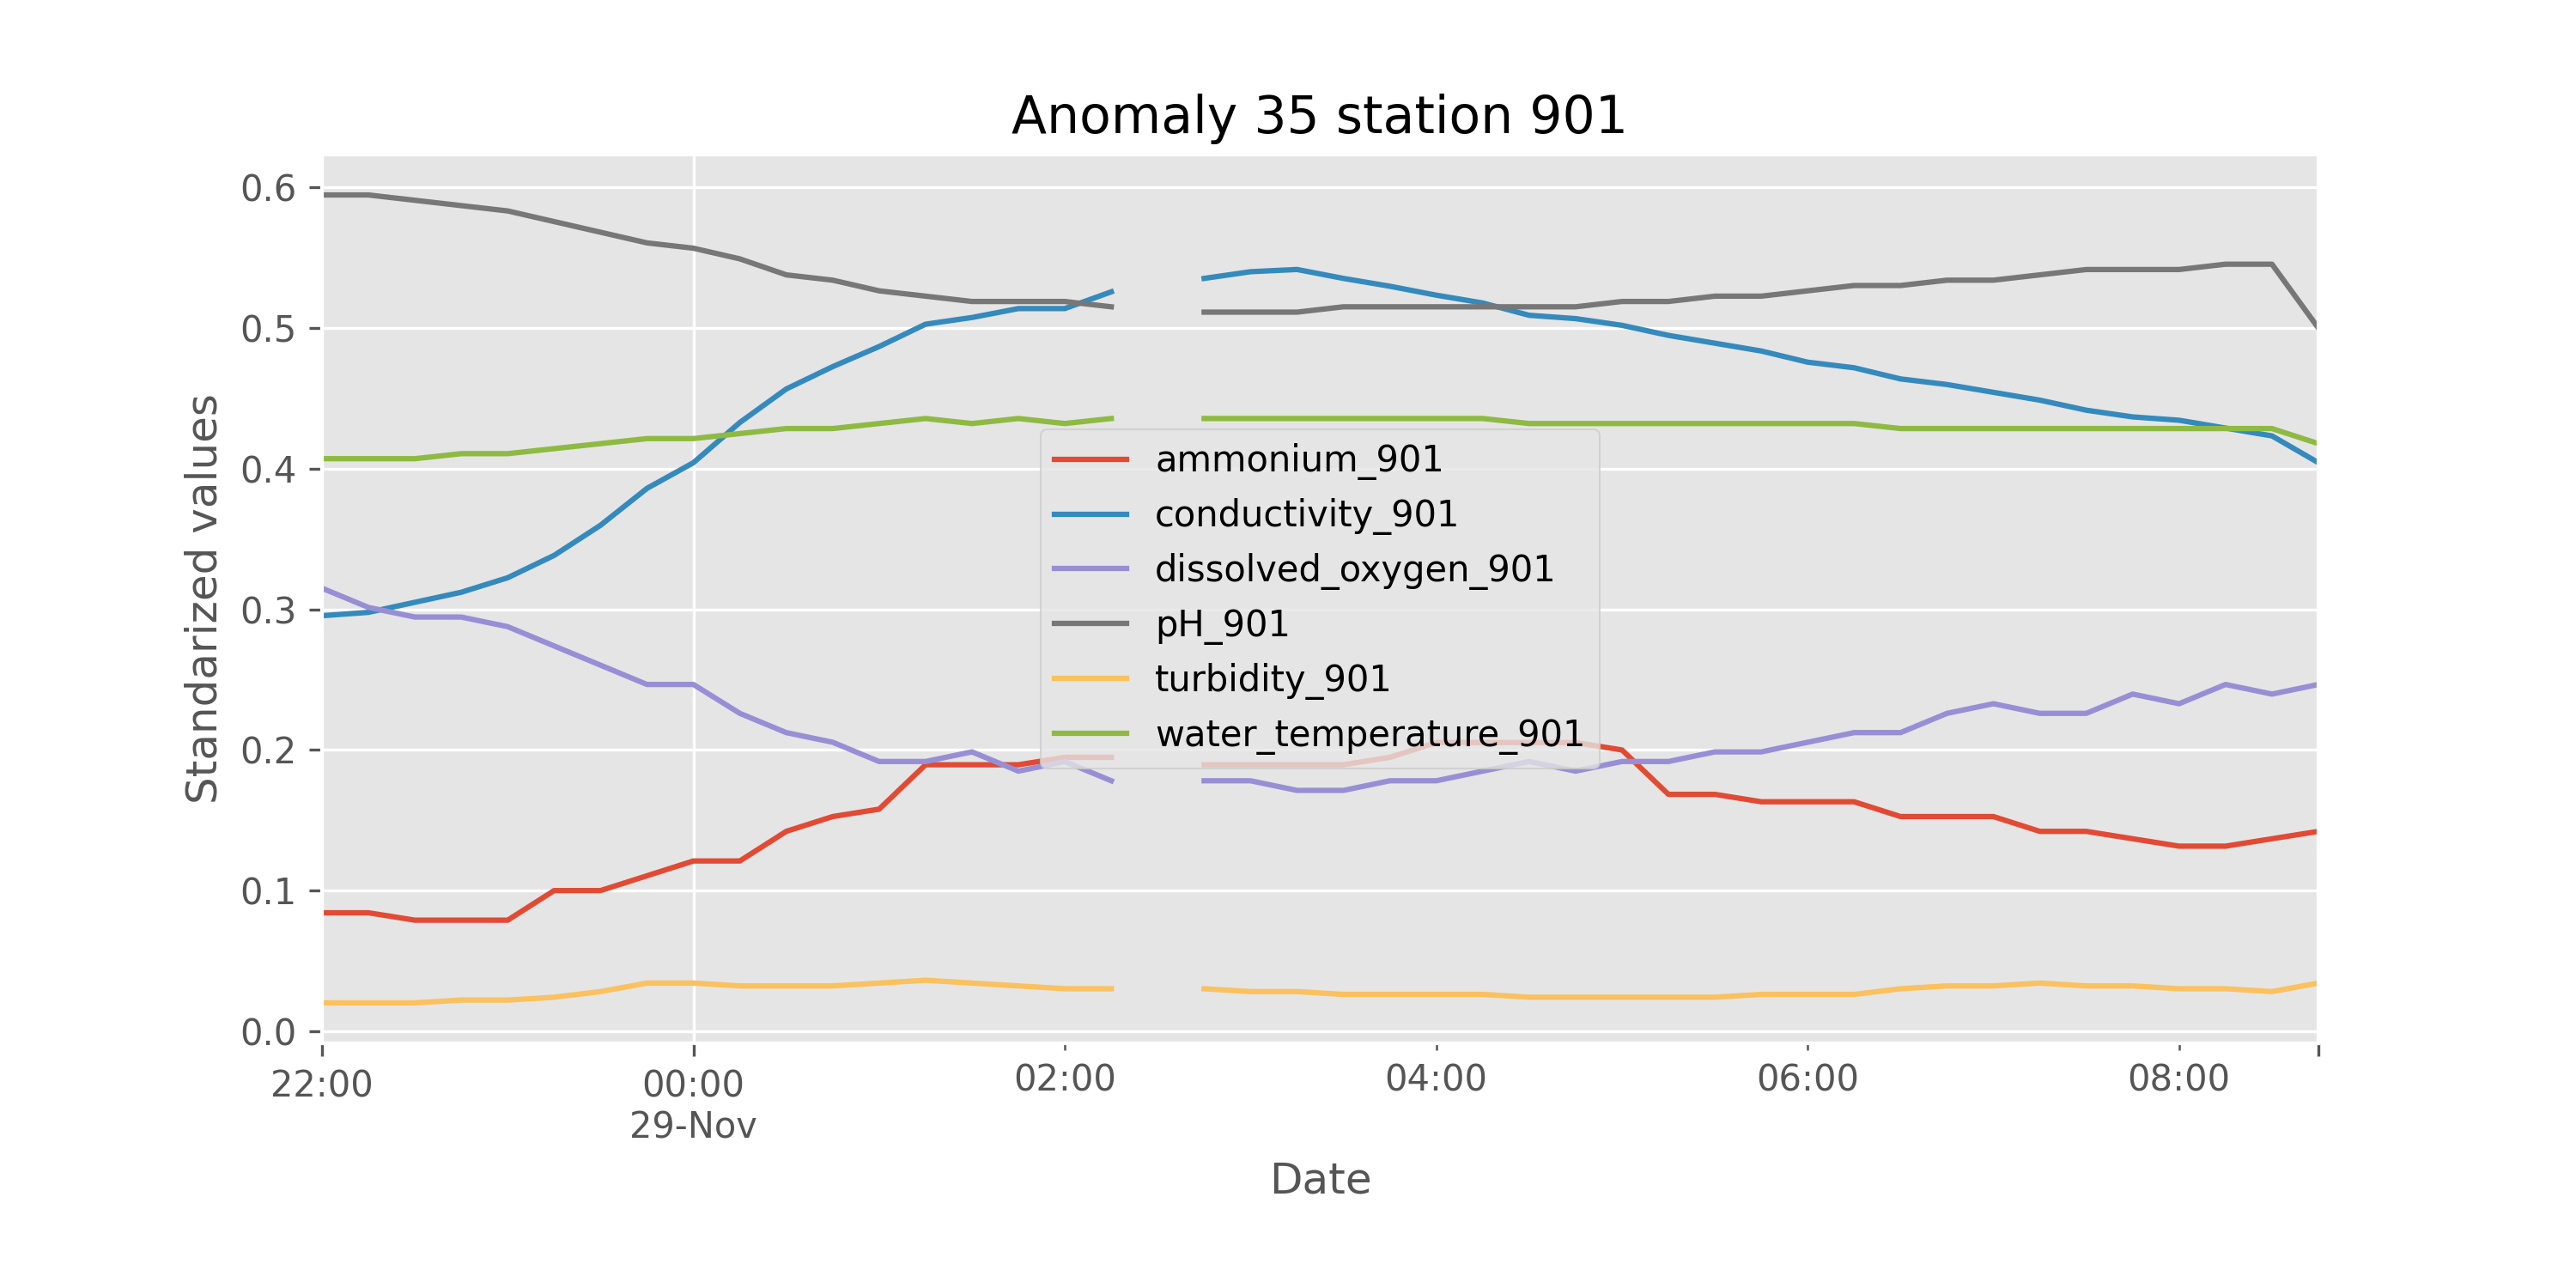 Anomaly 35 station 901
Standarized values
0.6
0.5
0.4
0.3
0.2
0.1
0.0
ammonium_901
conductivity_901
dissolved_oxygen_901
pH_901
turbidity_901
water_temperature_901
22:00 00:00 02:00 04:00 06:00 08:00
29-Nov
Date